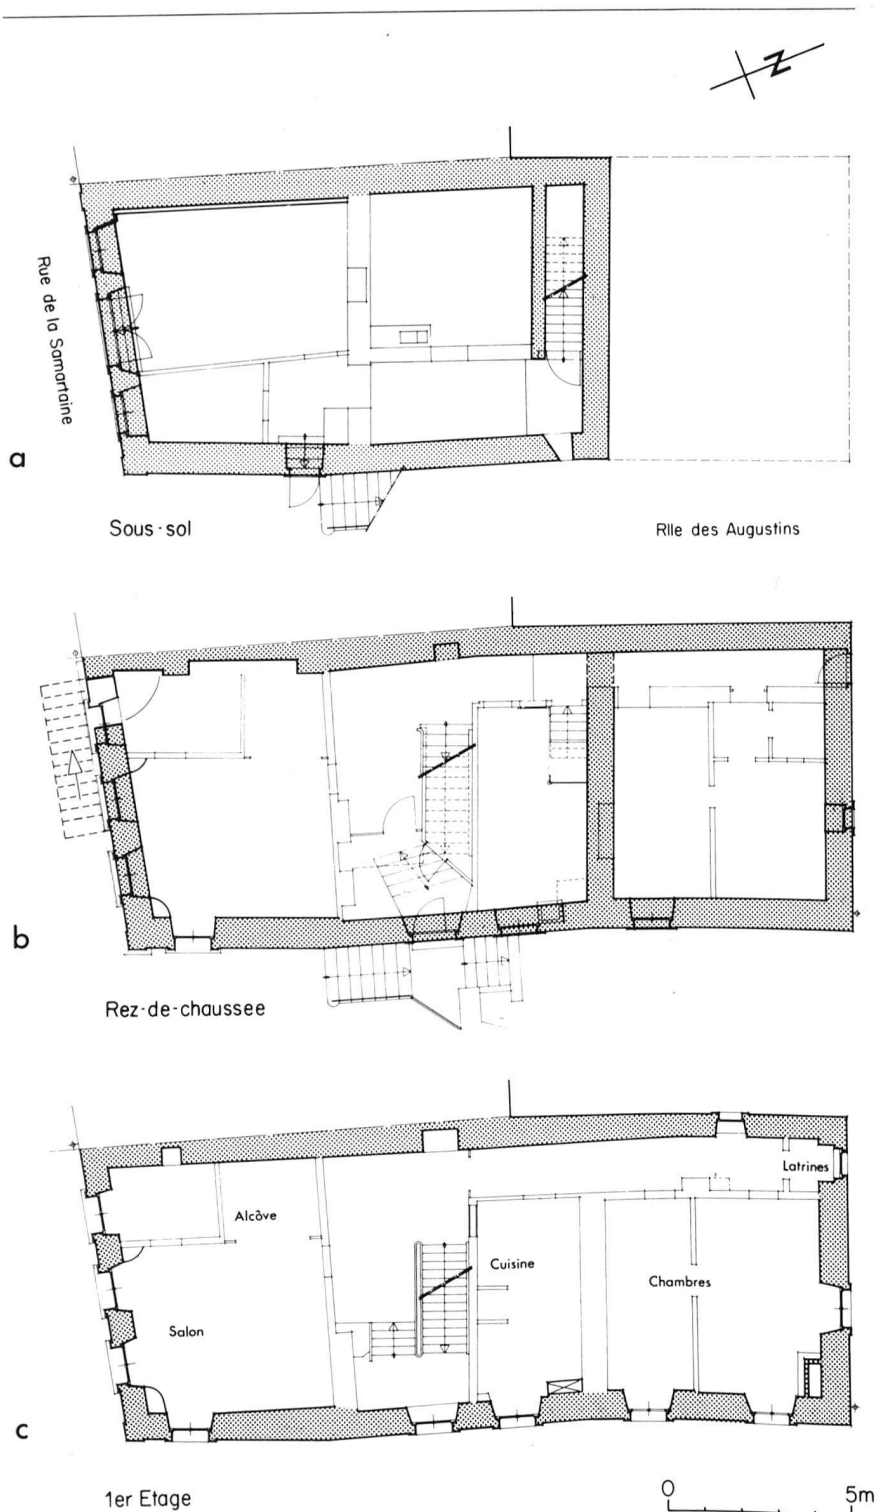 N
Rue de la Samartaine
a
Sous-sol
Rlle des Augustins
b
Rez-de-chaussee
Latrines
Alcôve
Cuisine
Chambres
Salon
c
1er Etage
0 5m